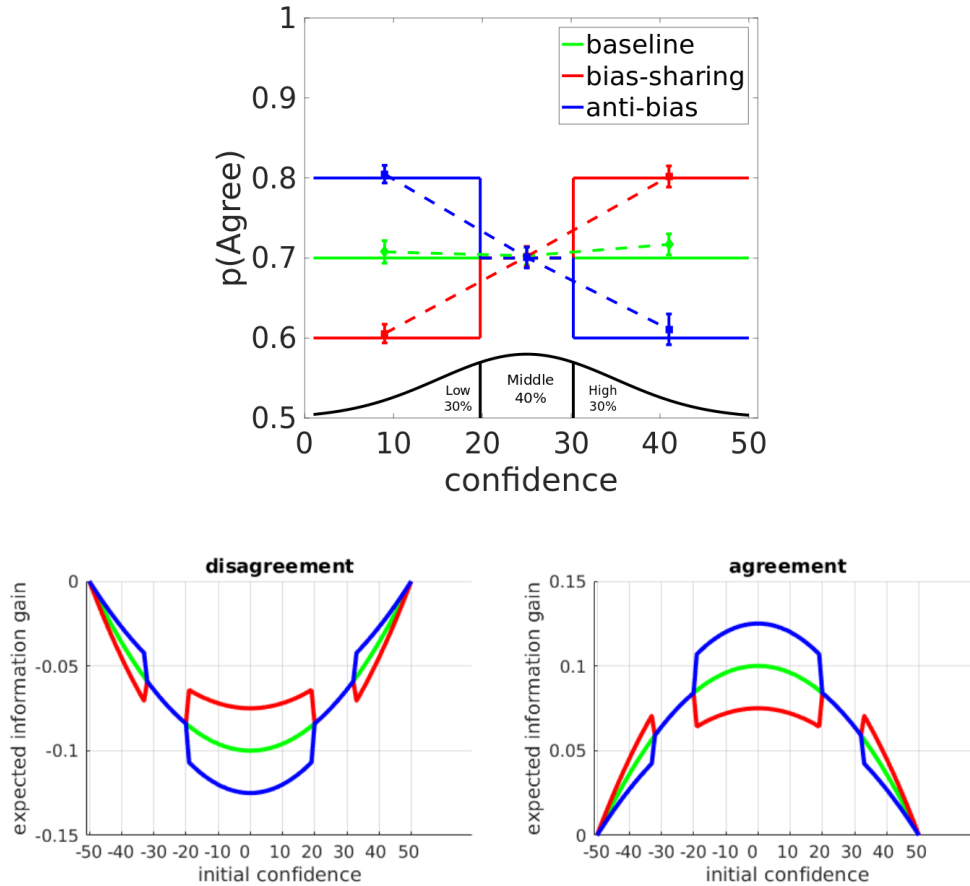 1
0.9
0.8
0.7
0.6
0.5
p(Agree)
baseline
bias-sharing
anti-bias
Low
30%
Middle
40%
High
30%
0 10 20 30 40 50
confidence
disagreement
0
-0.05
-0.1
-0.15
expected information gain
-50 -40 -30 -20 -10 0 10 20 30 40 50
initial confidence
agreement
0.15
0.1
0.05
0
expected information gain
-50 -40 -30 -20 -10 0 10 20 30 40 50
initial confidence